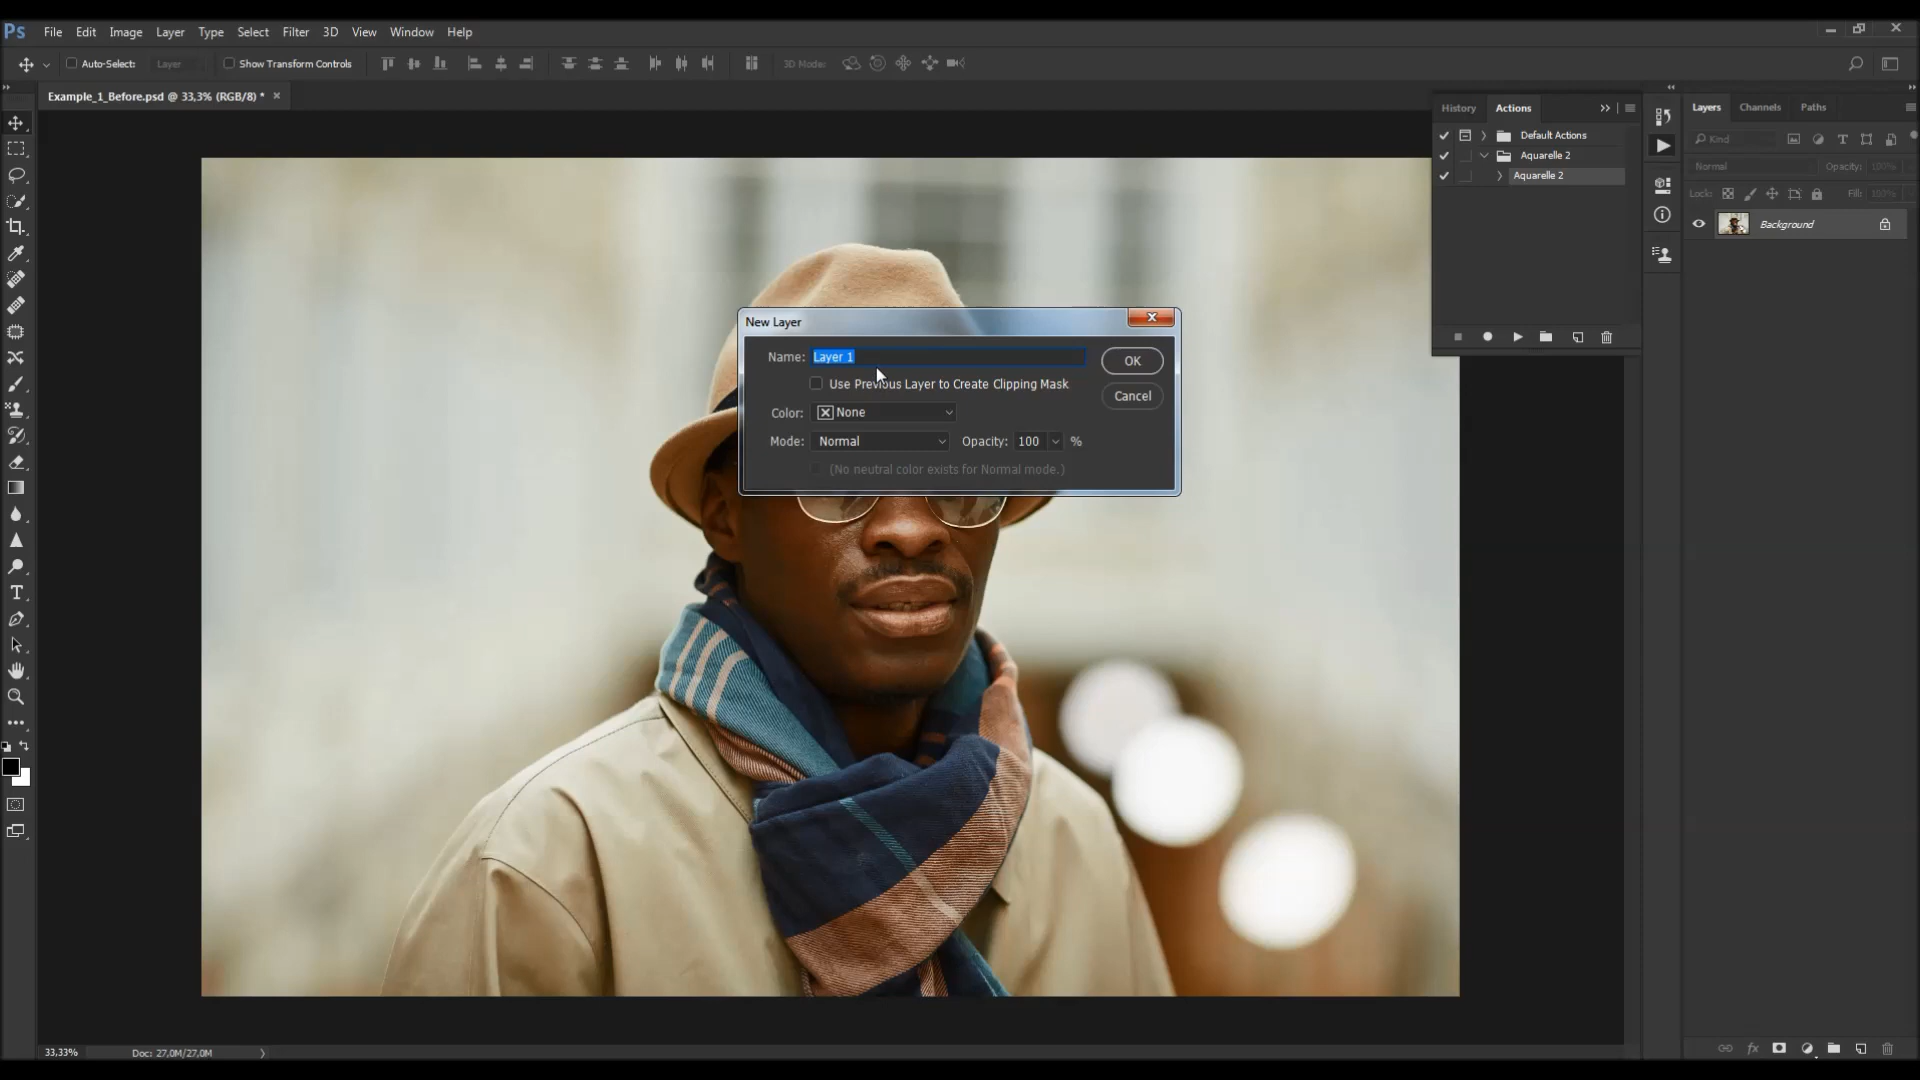 Ps File Edit Image Layer Type Select Filter 3D View Window Help
Auto-Select: Layer Show Transform Controls 3D Mode:
Example_1_Before.psd @ 33,3% (RGB/8) *
History Actions
Default Actions
Aquarelle 2
Aquarelle 2
Layers Channels Paths
Kind
Normal Opacity: 100%
Lock: Fill: 100%
Background
New Layer
Name: Layer 1
OK
Use Previous Layer to Create Clipping Mask
Cancel
Color: None
Mode: Normal Opacity: 100 %
(No neutral color exists for Normal mode.)
33,33% Doc: 27,0M/27,0M